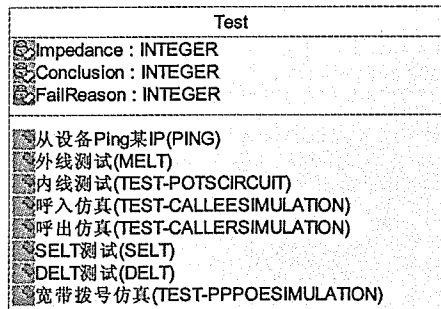 Test
Impedance : INTEGER
Conclusion : INTEGER
FailReason : INTEGER
从设备Ping某IP(PING)
外线测试(MELT)
内线测试(TEST-POTSCIRCUIT)
呼入仿真(TEST-CALLEESIMULATION)
呼出仿真(TEST-CALLERSIMULATION)
SELT测试(SELT)
DELT测试(DELT)
宽带拨号仿真(TEST-PPPOESIMULATION)